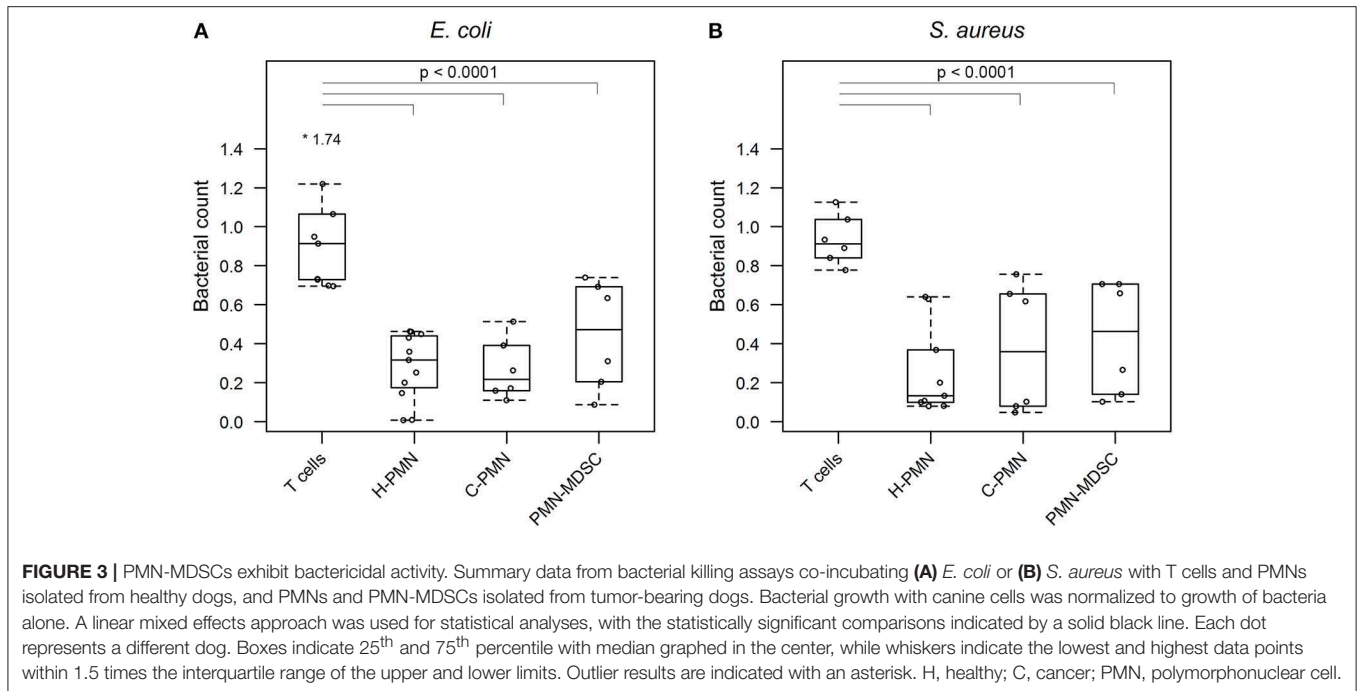 A
E. coli
p < 0.0001
* 1.74
Bacterial count
1.4
1.2
1.0
0.8
0.6
0.4
0.2
0.0
T cells
H-PMN
C-PMN
PMN-MDSC
B
S. aureus
p < 0.0001
Bacterial count
1.4
1.2
1.0
0.8
0.6
0.4
0.2
0.0
T cells
H-PMN
C-PMN
PMN-MDSC
FIGURE 3 | PMN-MDSCs exhibit bactericidal activity. Summary data from bacterial killing assays co-incubating (A) E. coli or (B) S. aureus with T cells and PMNs
isolated from healthy dogs, and PMNs and PMN-MDSCs isolated from tumor-bearing dogs. Bacterial growth with canine cells was normalized to growth of bacteria
alone. A linear mixed effects approach was used for statistical analyses, with the statistically significant comparisons indicated by a solid black line. Each dot
represents a different dog. Boxes indicate 25th and 75th percentile with median graphed in the center, while whiskers indicate the lowest and highest data points
within 1.5 times the interquartile range of the upper and lower limits. Outlier results are indicated with an asterisk. H, healthy; C, cancer; PMN, polymorphonuclear cell.